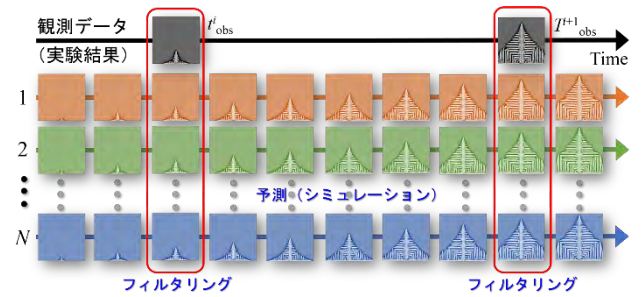 観測データ
(実験結果)
t^i_obs
T^{i+1}_obs
Time
1
2
予測 (シミュレーション)
N
フィルタリング
フィルタリング